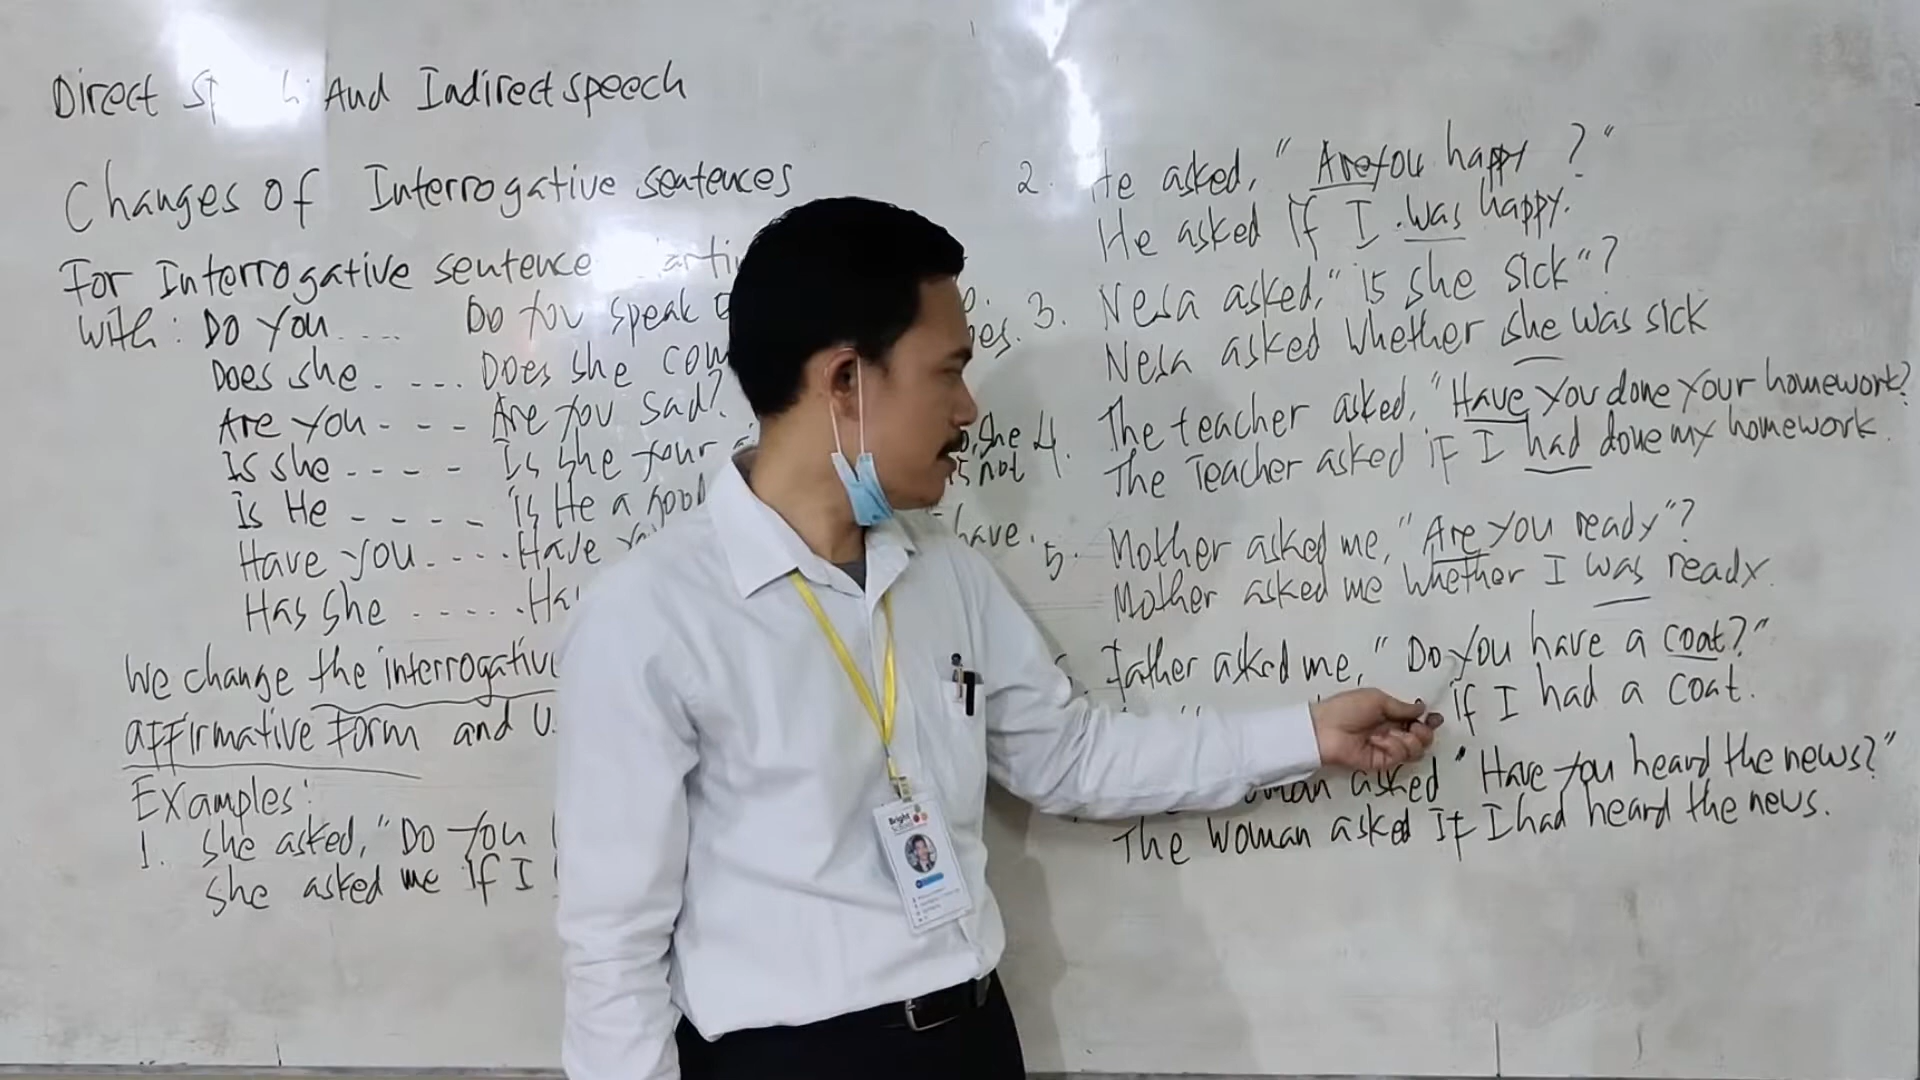 Direct And Indirect speech
Changes of Interrogative sentences
For Interrogative sentence
with: Do You .... Do You speak
Does she .... Does she
Are you - - - Are You sad?
Is she - - - - Is she your
Is He - - - - is He a
Have you .... Have
Has she .....
have.
not
We change the interrogative
affirmative Form and
Examples:
1. She asked, "Do You
She asked me if I
2. He asked, "Are you happy?"
He asked if I was happy.
3. Nesa asked, "is she sick"?
Nesa asked whether she was sick
4. The teacher asked, "Have you done your homework?
The Teacher asked if I had done my homework.
5. Mother asked me, "Are you ready"?
Mother asked me whether I was ready.
Father asked me, "Do you have a coat?"
if I had a coat.
asked "Have you heard the news?"
The woman asked If I had heard the news.
Bright